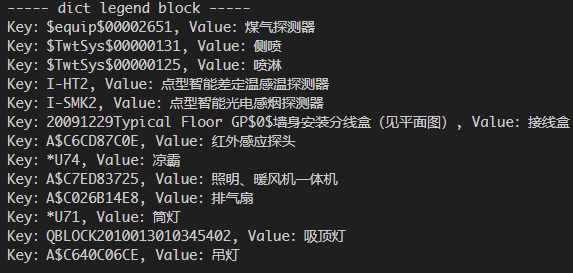 ----- dict legend block -----
Key: $equip$00002651, Value: 煤气探测器
Key: $TwtSys$00000131, Value: 侧喷
Key: $TwtSys$00000125, Value: 喷淋
Key: I-HT2, Value: 点型智能差定温感温探测器
Key: I-SMK2, Value: 点型智能光电感烟探测器
Key: 20091229Typical Floor GP$0$墙身安装分线盒（见平面图）, Value: 接线盒
Key: A$C6CD87C0E, Value: 红外感应探头
Key: *U74, Value: 凉霸
Key: A$C7ED83725, Value: 照明、暖风机一体机
Key: A$C026B14E8, Value: 排气扇
Key: *U71, Value: 筒灯
Key: QBLOCK2010013010345402, Value: 吸顶灯
Key: A$C640C06CE, Value: 吊灯